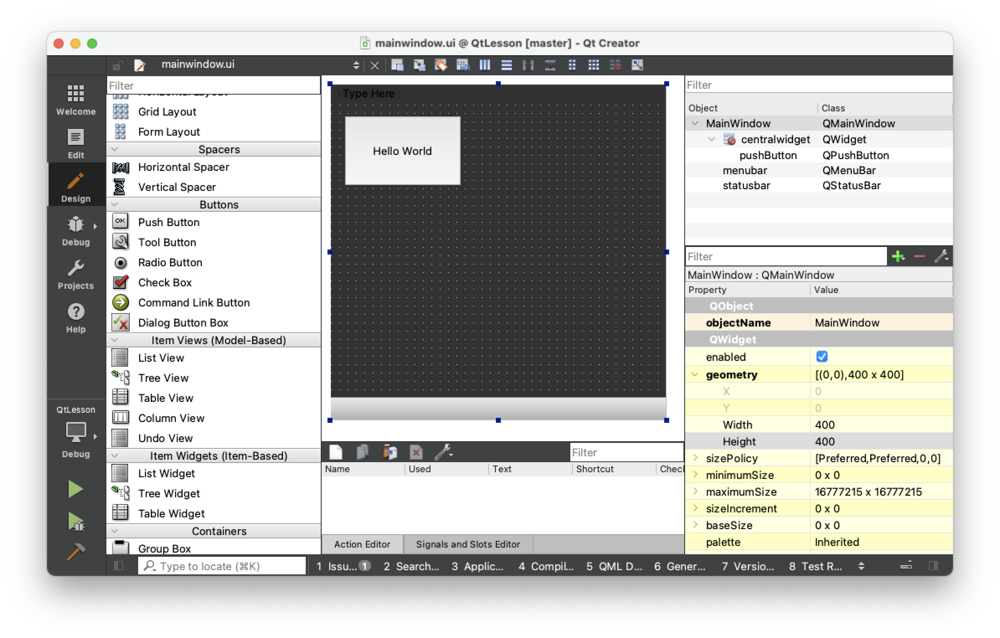 mainwindow.ui @ QtLesson [master] - Qt Creator
mainwindow.ui
Welcome
Edit
Design
Debug
Projects
Help
QtLesson
Debug
Filter
Horizontal Layout
Grid Layout
Form Layout
Spacers
Horizontal Spacer
Vertical Spacer
Buttons
OK Push Button
Tool Button
Radio Button
Check Box
Command Link Button
Dialog Button Box
Item Views (Model-Based)
List View
Tree View
Table View
Column View
Undo View
Item Widgets (Item-Based)
List Widget
Tree Widget
Table Widget
Containers
Group Box
Type Here
Hello World
Filter
Name Used Text Shortcut Checl
Action Editor Signals and Slots Editor
Filter
Object Class
MainWindow QMainWindow
centralwidget QWidget
pushButton QPushButton
menubar QMenuBar
statusbar QStatusBar
Filter
MainWindow : QMainWindow
Property Value
QObject
objectName MainWindow
QWidget
enabled
geometry [(0,0),400 x 400]
X 0
Y 0
Width 400
Height 400
sizePolicy [Preferred,Preferred,0,0]
minimumSize 0 x 0
maximumSize 16777215 x 16777215
sizeIncrement 0 x 0
baseSize 0 x 0
palette Inherited
Type to locate (⌘K) 1 Issu... 1 2 Search... 3 Applic... 4 Compil... 5 QML D... 6 Gener... 7 Versio... 8 Test R...